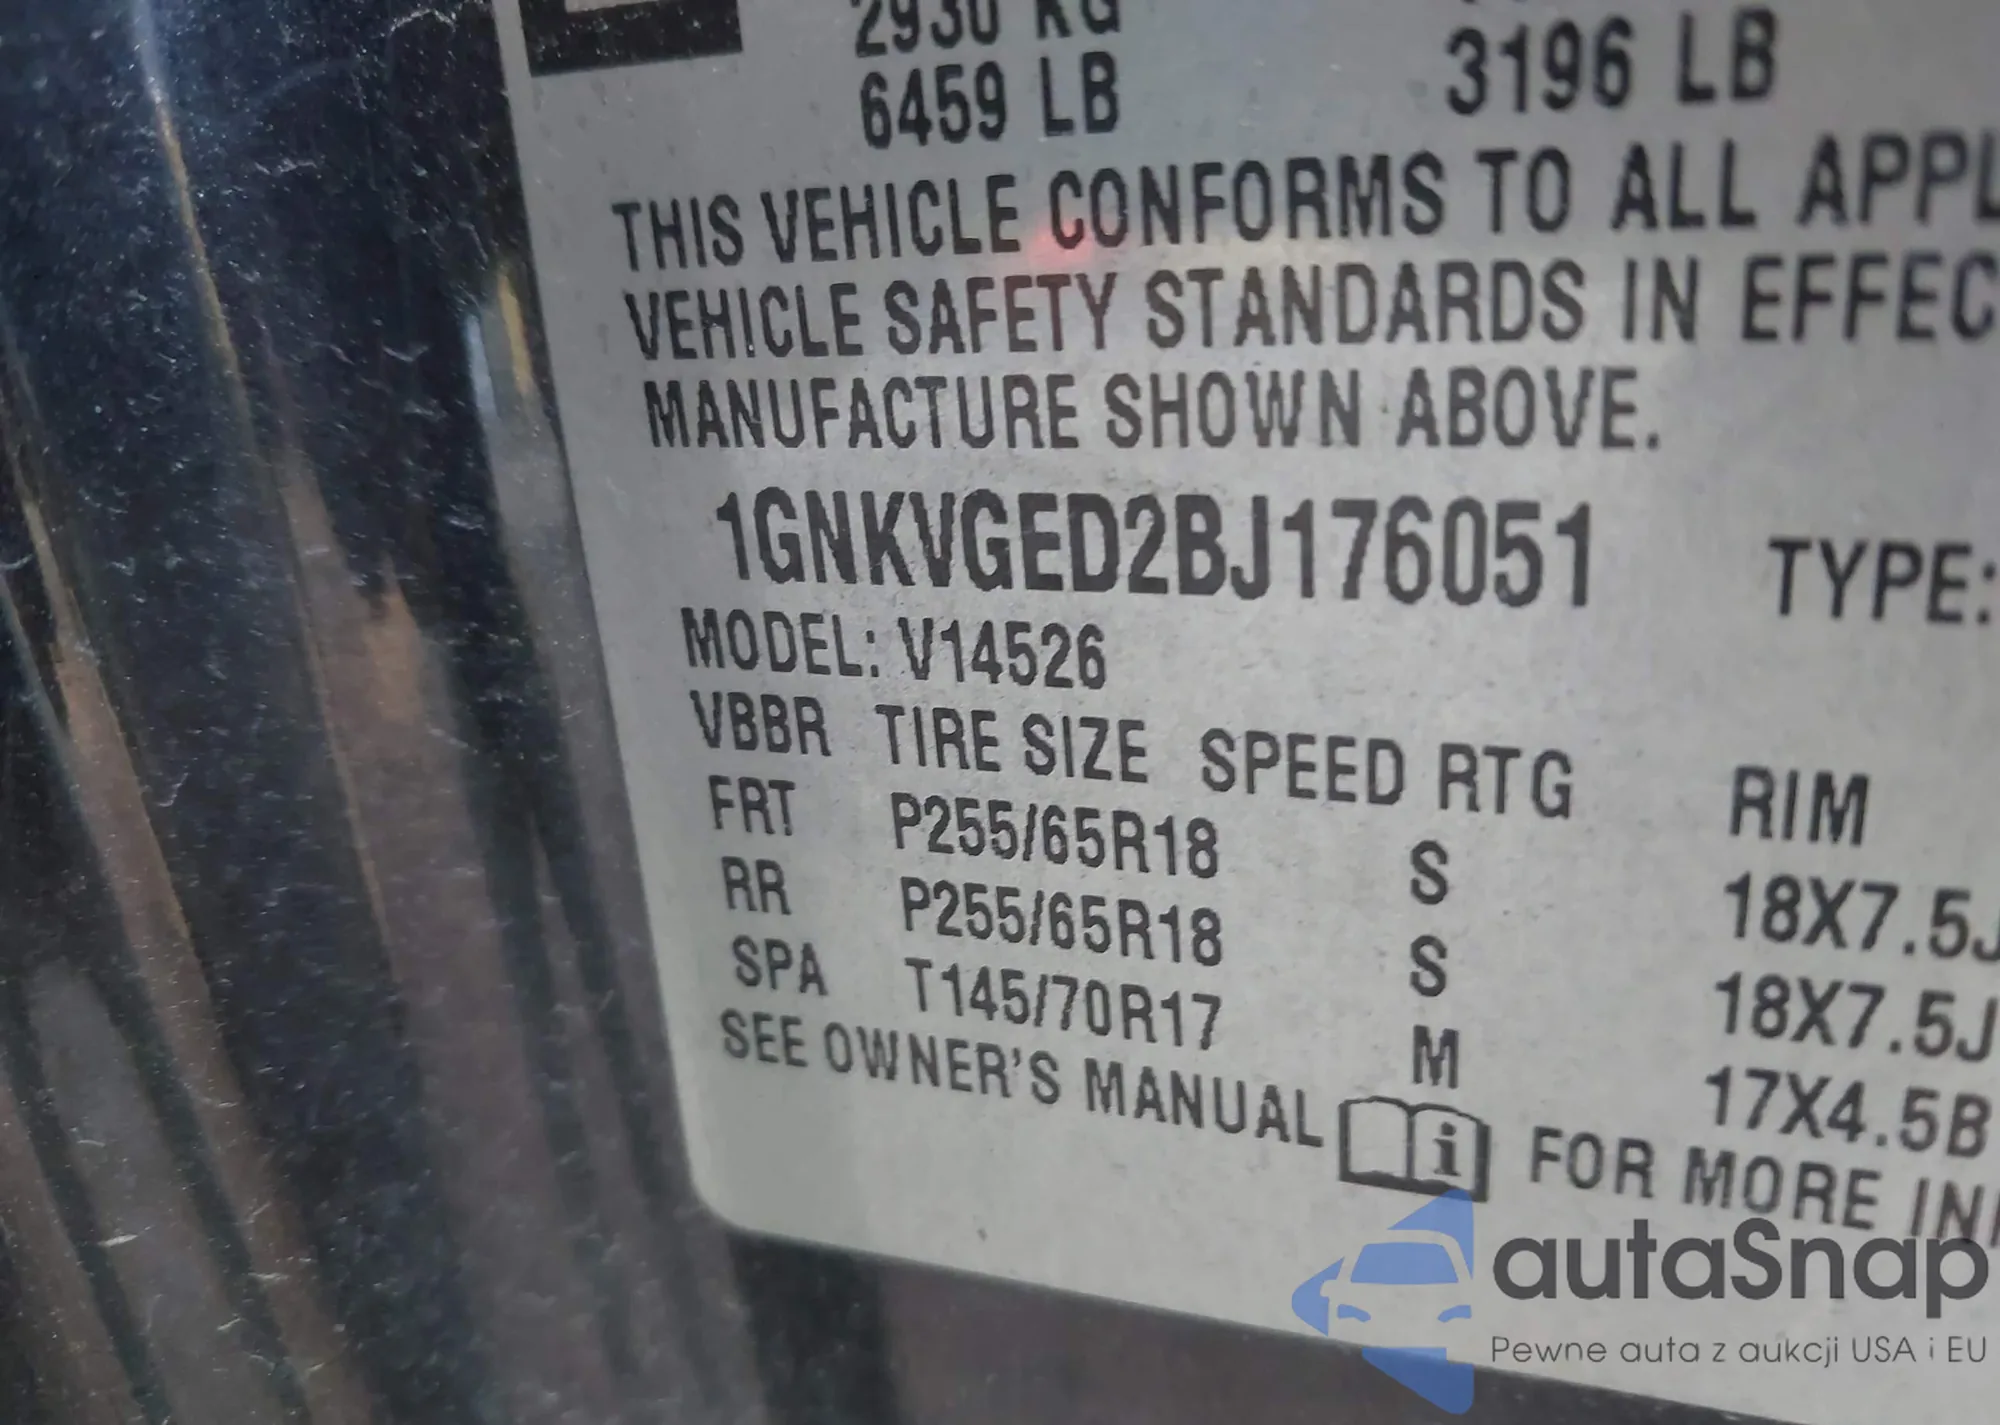 2930 KG
6459 LB 3196 LB
THIS VEHICLE CONFORMS TO ALL APPL
VEHICLE SAFETY STANDARDS IN EFFEC
MANUFACTURE SHOWN ABOVE.
1GNKVGED2BJ176051 TYPE:
MODEL: V14526
VBBR TIRE SIZE SPEED RTG RIM
FRT P255/65R18 S 18X7.5J
RR P255/65R18 S 18X7.5J
SPA T145/70R17 M 17X4.5B
SEE OWNER'S MANUAL i FOR MORE IN
autaSnap
Pewne auta z aukcji USA i EU